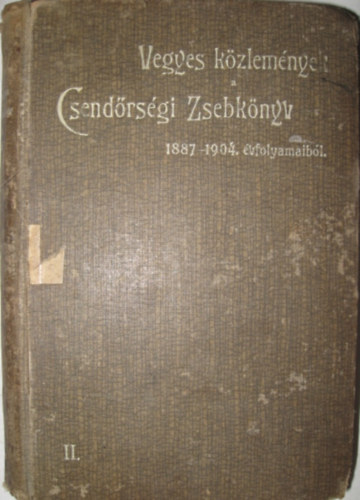 Vegyes közlemények
a
Csendőrségi Zsebkönyv
1887-1904. évfolyamaiból.
II.